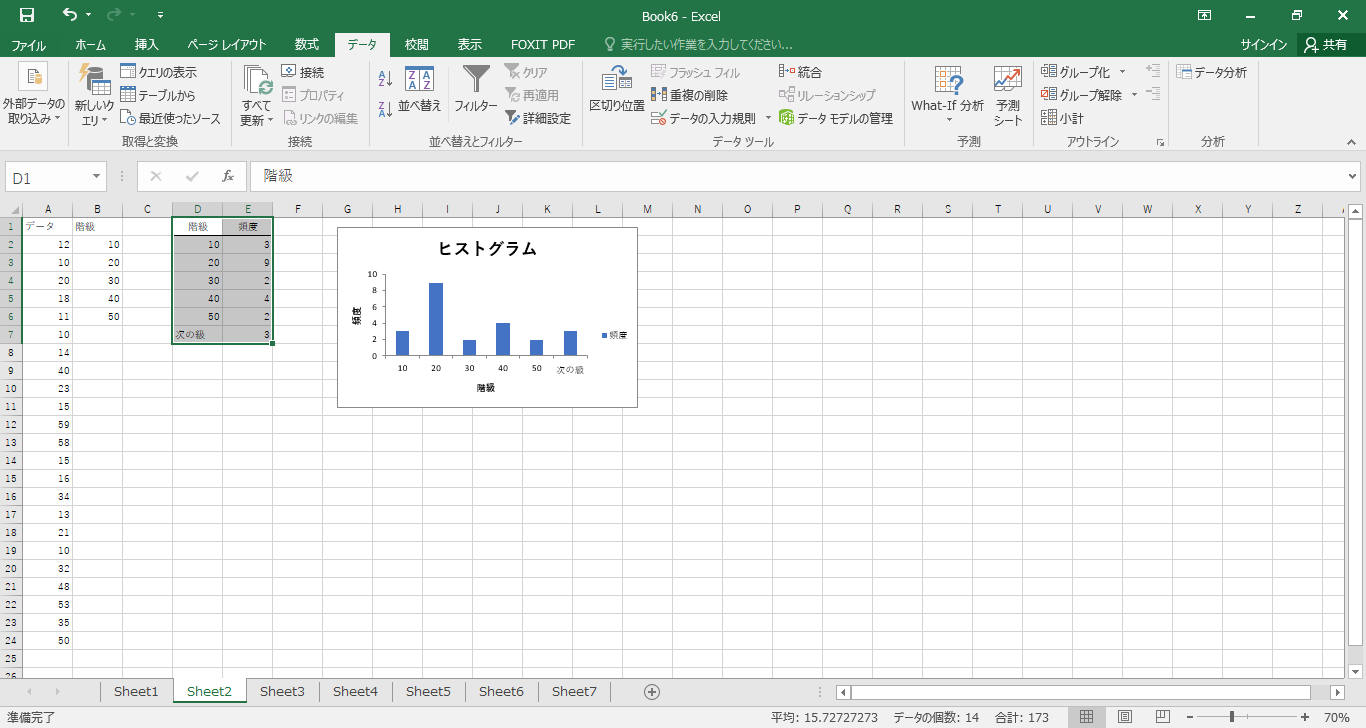 Book6 - Excel
ファイル ホーム 挿入 ページ レイアウト 数式 データ 校閲 表示 FOXIT PDF 実行したい作業を入力してください... サインイン 共有
外部データの
取り込み
新しいク
エリ
クエリの表示
テーブルから
最近使ったソース
取得と変換
すべて
更新
接続
プロパティ
リンクの編集
接続
並べ替え
フィルター
クリア
再適用
詳細設定
並べ替えとフィルター
区切り位置
フラッシュ フィル
重複の削除
データの入力規則
統合
リレーションシップ
データ モデルの管理
データ ツール
What-If 分析
予測
シート
予測
グループ化
グループ解除
小計
アウトライン
データ分析
分析
D1
fx
階級
A B C D E F G H I J K L M N O P Q R S T U V W X Y Z
1 データ 階級 階級 頻度
2 12 10 10 3
3 10 20 20 9
4 20 30 30 2
5 18 40 40 4
6 11 50 50 2
7 10 次の級 3
8 14
9 40
10 23
11 15
12 59
13 58
14 15
15 16
16 34
17 13
18 21
19 10
20 32
21 48
22 53
23 35
24 50
25
26
ヒストグラム
頻度
10
8
6
4
2
0
10 20 30 40 50 次の級
階級
頻度
Sheet1 Sheet2 Sheet3 Sheet4 Sheet5 Sheet6 Sheet7
準備完了 平均: 15.72727273 データの個数: 14 合計: 173 70%